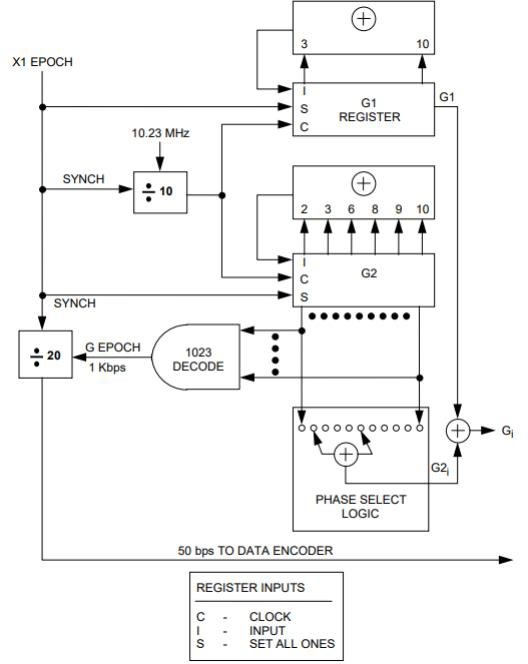 3 10
X1 EPOCH
I
S
C
G1
REGISTER
G1
10.23 MHz
SYNCH
÷ 10
2 3 6 8 9 10
I
C
S
G2
SYNCH
÷ 20
G EPOCH
1 Kbps
1023
DECODE
Gi
G2i
PHASE SELECT
LOGIC
50 bps TO DATA ENCODER
REGISTER INPUTS
C - CLOCK
I - INPUT
S - SET ALL ONES